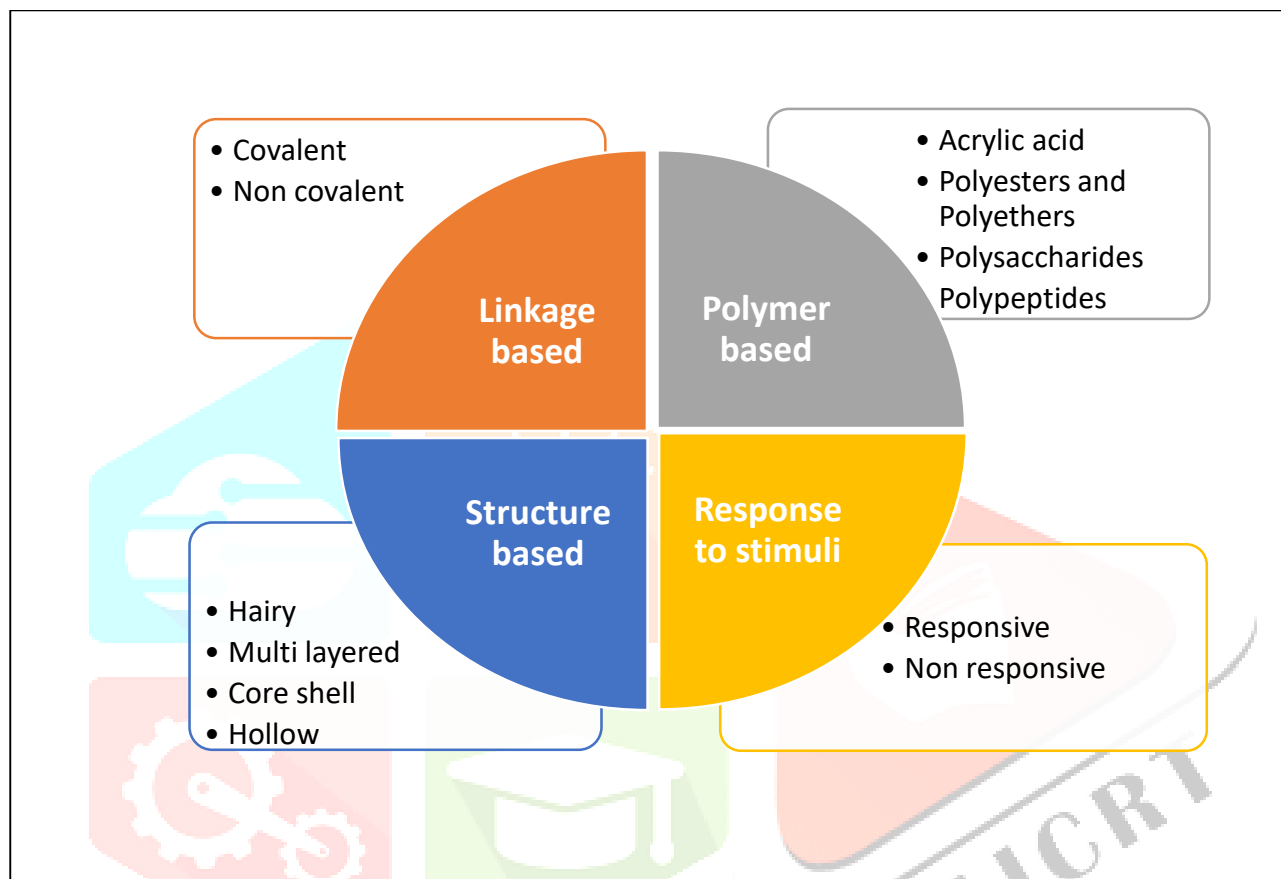 • Covalent
• Non covalent
• Acrylic acid
• Polyesters and
Polyethers
• Polysaccharides
Polypeptides
Linkage
based
Polymer
based
Structure
based
Response
to stimuli
• Hairy
• Multi layered
• Core shell
• Hollow
• Responsive
• Non responsive
IJCRT